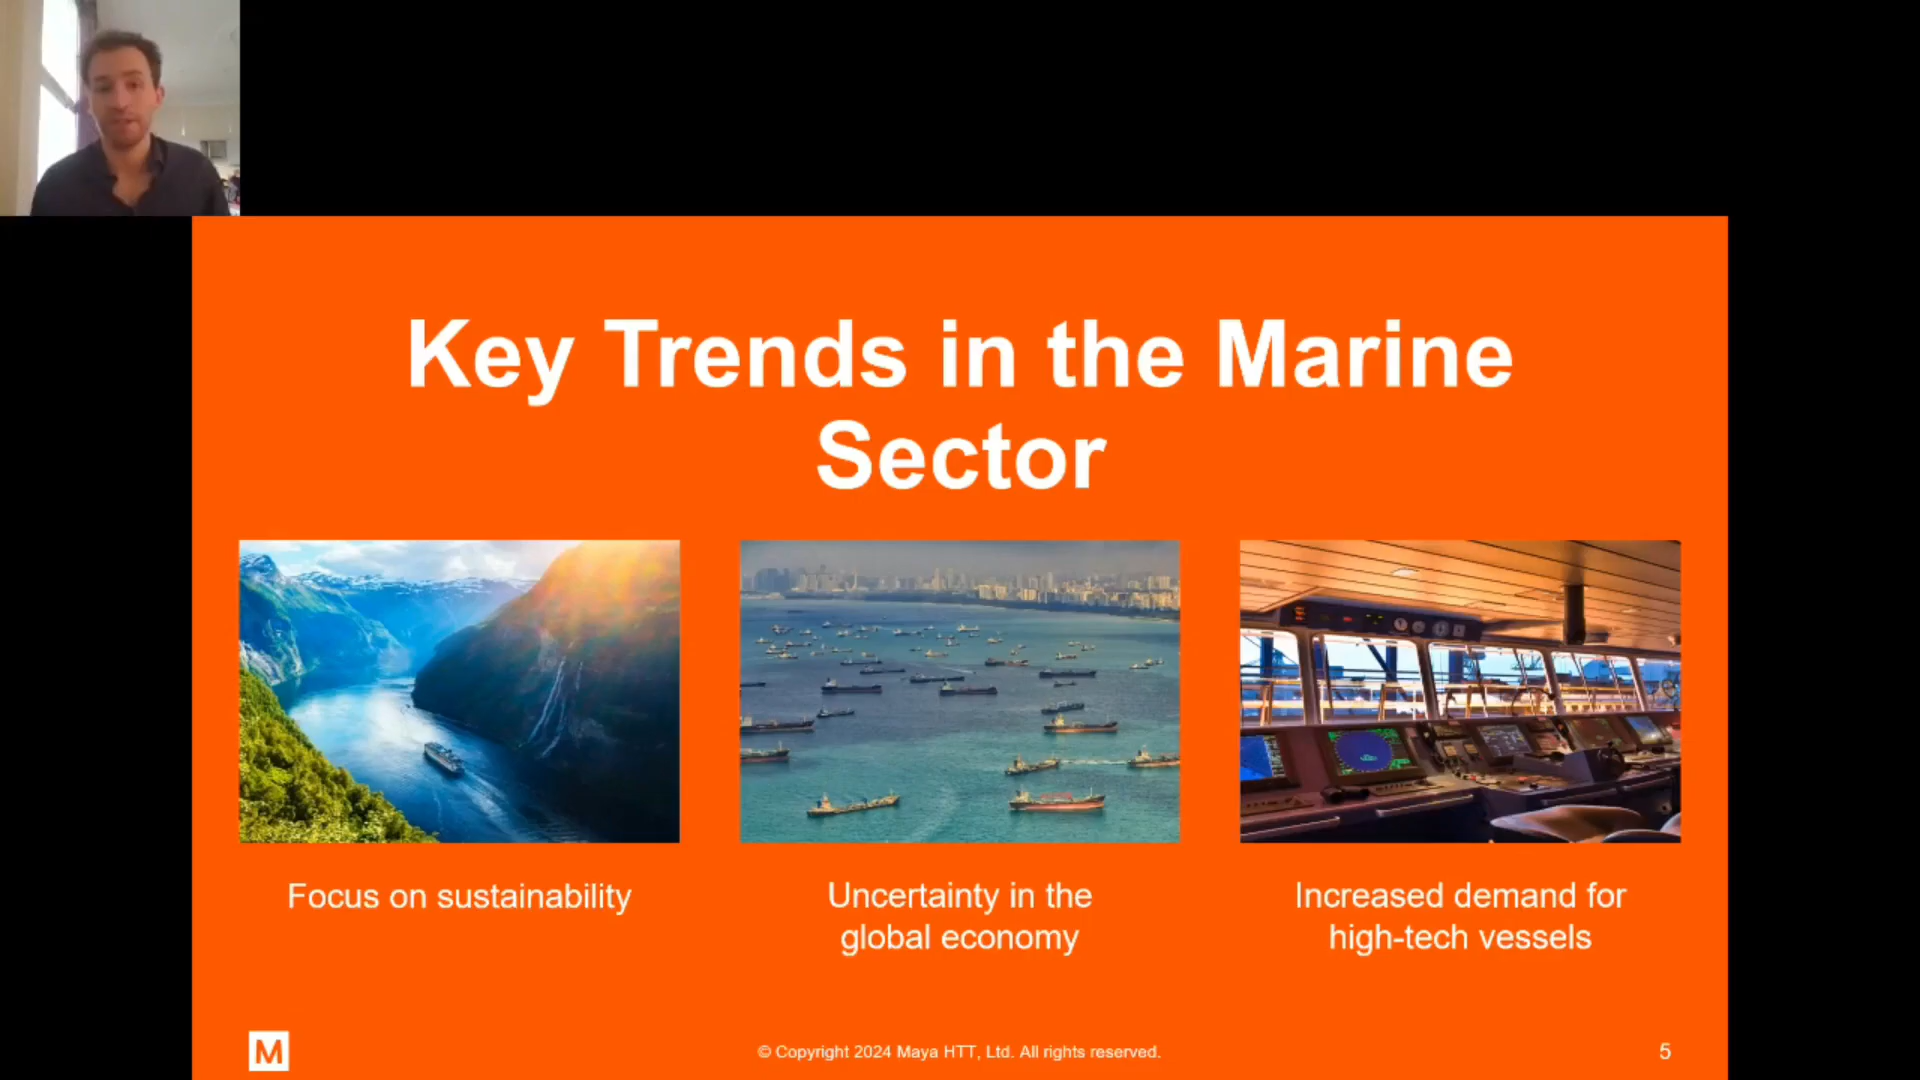 Key Trends in the Marine
Sector
Focus on sustainability
Uncertainty in the
global economy
Increased demand for
high-tech vessels
M
© Copyright 2024 Maya HTT, Ltd. All rights reserved.
5